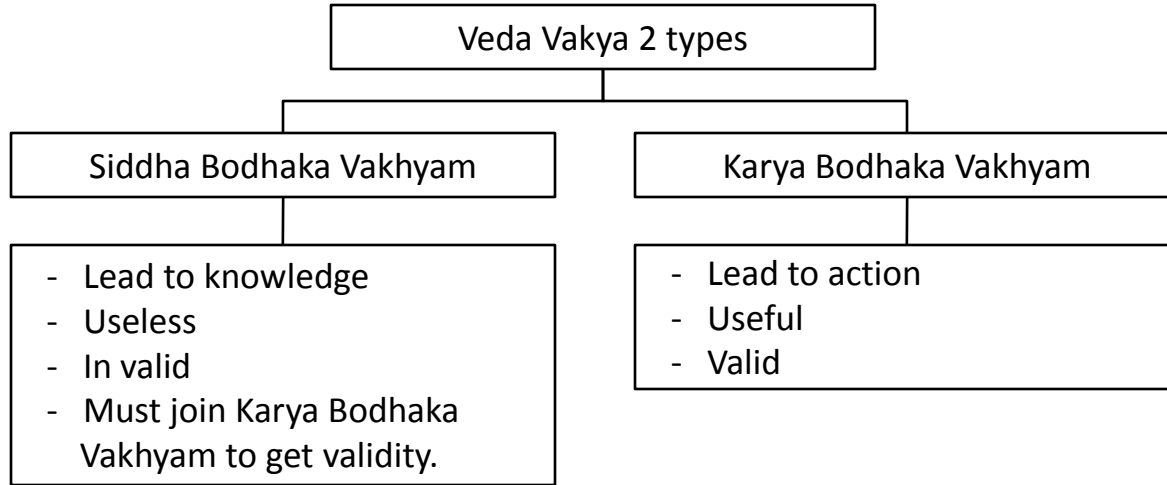 Veda Vakya 2 types
Siddha Bodhaka Vakhyam
Karya Bodhaka Vakhyam
- Lead to knowledge
- Useless
- In valid
- Must join Karya Bodhaka
Vakhyam to get validity.
- Lead to action
- Useful
- Valid